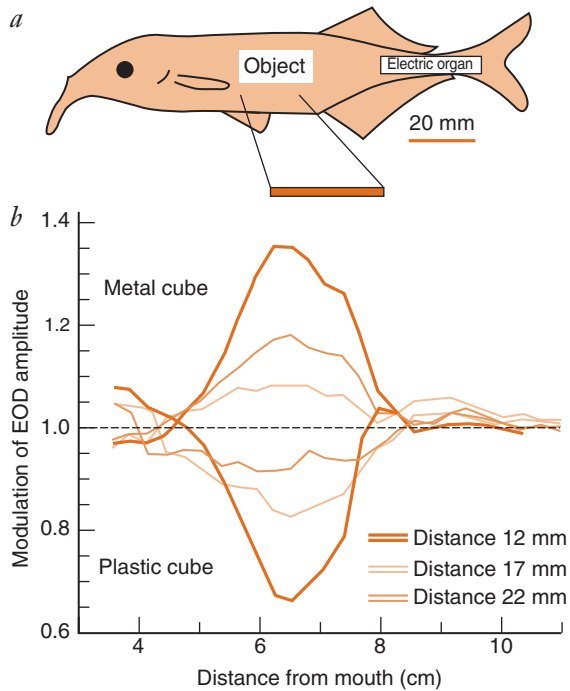 a
Object
Electric organ
20 mm
b
1.4
1.2
1.0
0.8
0.6
Modulation of EOD amplitude
Metal cube
Plastic cube
Distance 12 mm
Distance 17 mm
Distance 22 mm
4 6 8 10
Distance from mouth (cm)